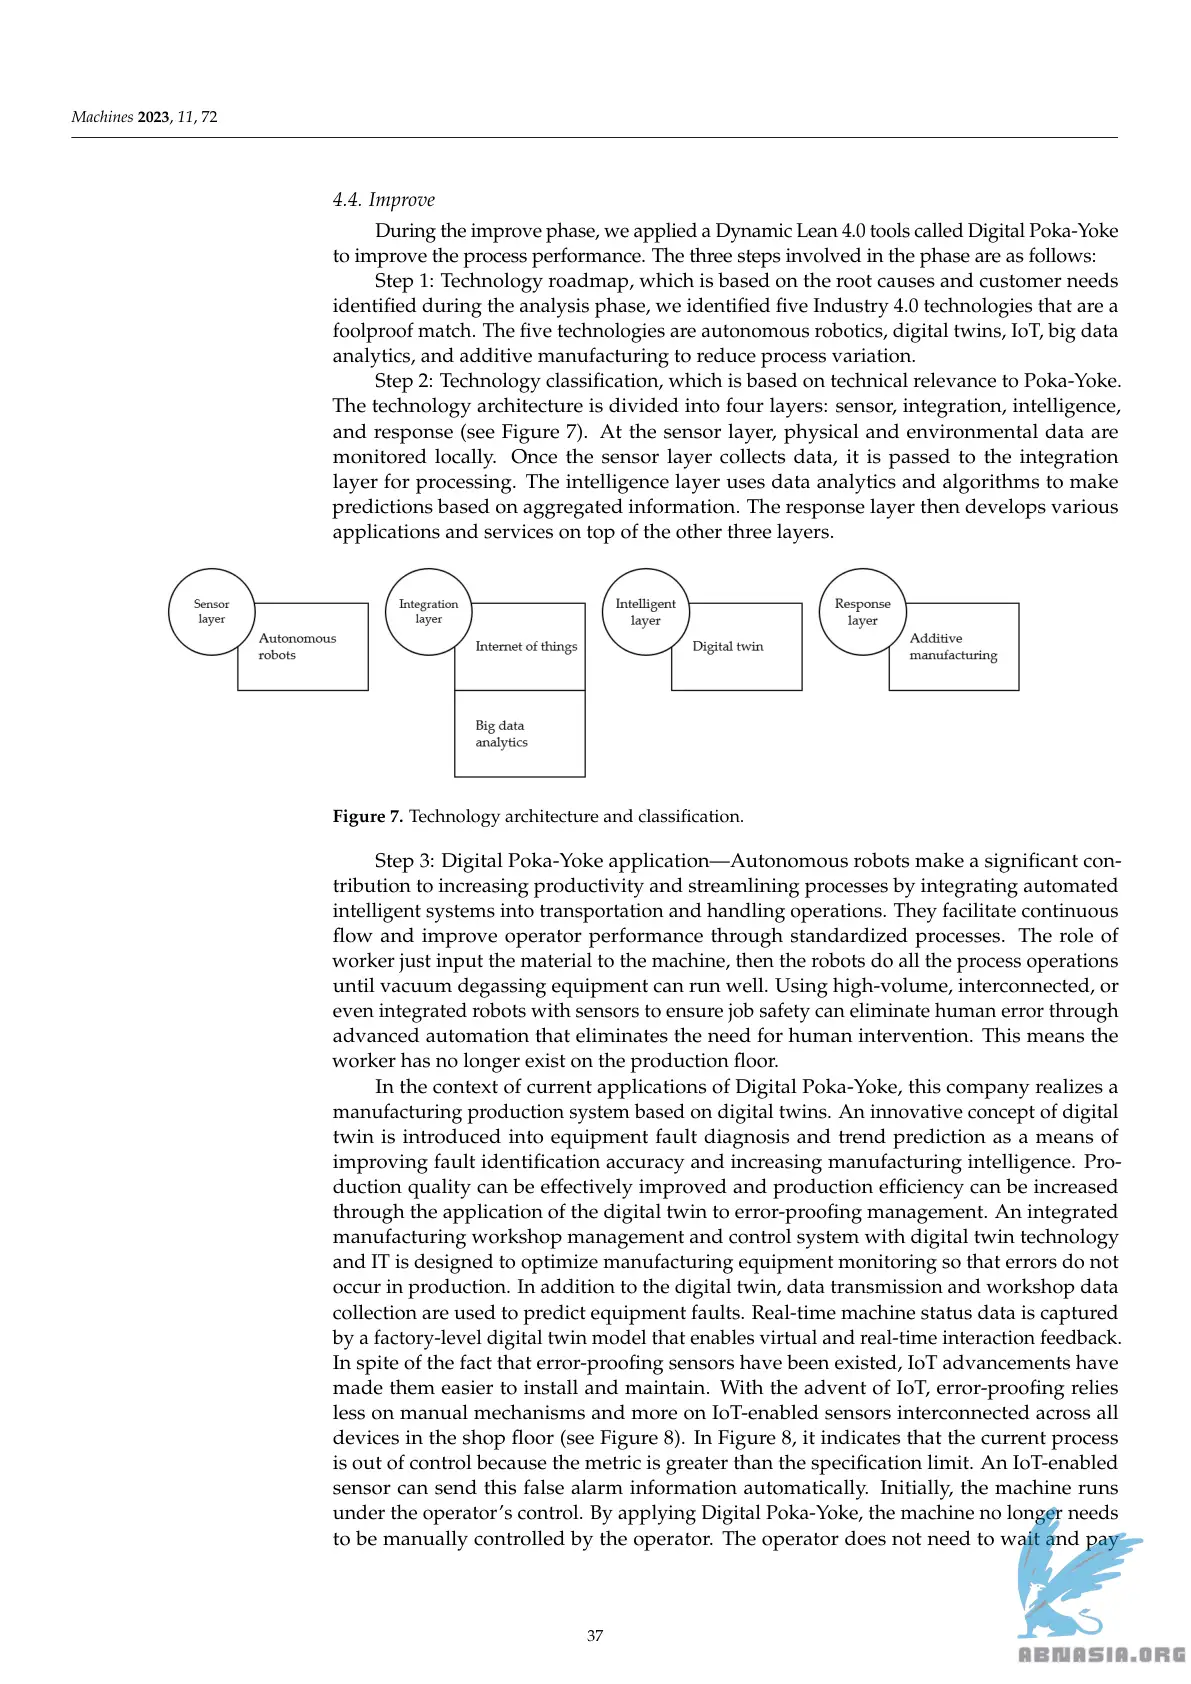 Machines 2023, 11, 72
4.4. Improve
During the improve phase, we applied a Dynamic Lean 4.0 tools called Digital Poka-Yoke
to improve the process performance. The three steps involved in the phase are as follows:
Step 1: Technology roadmap, which is based on the root causes and customer needs
identified during the analysis phase, we identified five Industry 4.0 technologies that are a
foolproof match. The five technologies are autonomous robotics, digital twins, IoT, big data
analytics, and additive manufacturing to reduce process variation.
Step 2: Technology classification, which is based on technical relevance to Poka-Yoke.
The technology architecture is divided into four layers: sensor, integration, intelligence,
and response (see Figure 7). At the sensor layer, physical and environmental data are
monitored locally. Once the sensor layer collects data, it is passed to the integration
layer for processing. The intelligence layer uses data analytics and algorithms to make
predictions based on aggregated information. The response layer then develops various
applications and services on top of the other three layers.
Sensor
layer
Autonomous
robots
Integration
layer
Internet of things
Big data
analytics
Intelligent
layer
Digital twin
Response
layer
Additive
manufacturing
Figure 7. Technology architecture and classification.
Step 3: Digital Poka-Yoke application—Autonomous robots make a significant con-
tribution to increasing productivity and streamlining processes by integrating automated
intelligent systems into transportation and handling operations. They facilitate continuous
flow and improve operator performance through standardized processes. The role of
worker just input the material to the machine, then the robots do all the process operations
until vacuum degassing equipment can run well. Using high-volume, interconnected, or
even integrated robots with sensors to ensure job safety can eliminate human error through
advanced automation that eliminates the need for human intervention. This means the
worker has no longer exist on the production floor.
In the context of current applications of Digital Poka-Yoke, this company realizes a
manufacturing production system based on digital twins. An innovative concept of digital
twin is introduced into equipment fault diagnosis and trend prediction as a means of
improving fault identification accuracy and increasing manufacturing intelligence. Pro-
duction quality can be effectively improved and production efficiency can be increased
through the application of the digital twin to error-proofing management. An integrated
manufacturing workshop management and control system with digital twin technology
and IT is designed to optimize manufacturing equipment monitoring so that errors do not
occur in production. In addition to the digital twin, data transmission and workshop data
collection are used to predict equipment faults. Real-time machine status data is captured
by a factory-level digital twin model that enables virtual and real-time interaction feedback.
In spite of the fact that error-proofing sensors have been existed, IoT advancements have
made them easier to install and maintain. With the advent of IoT, error-proofing relies
less on manual mechanisms and more on IoT-enabled sensors interconnected across all
devices in the shop floor (see Figure 8). In Figure 8, it indicates that the current process
is out of control because the metric is greater than the specification limit. An IoT-enabled
sensor can send this false alarm information automatically. Initially, the machine runs
under the operator's control. By applying Digital Poka-Yoke, the machine no longer needs
to be manually controlled by the operator. The operator does not need to wait and pay
37
ABNASIA.ORG